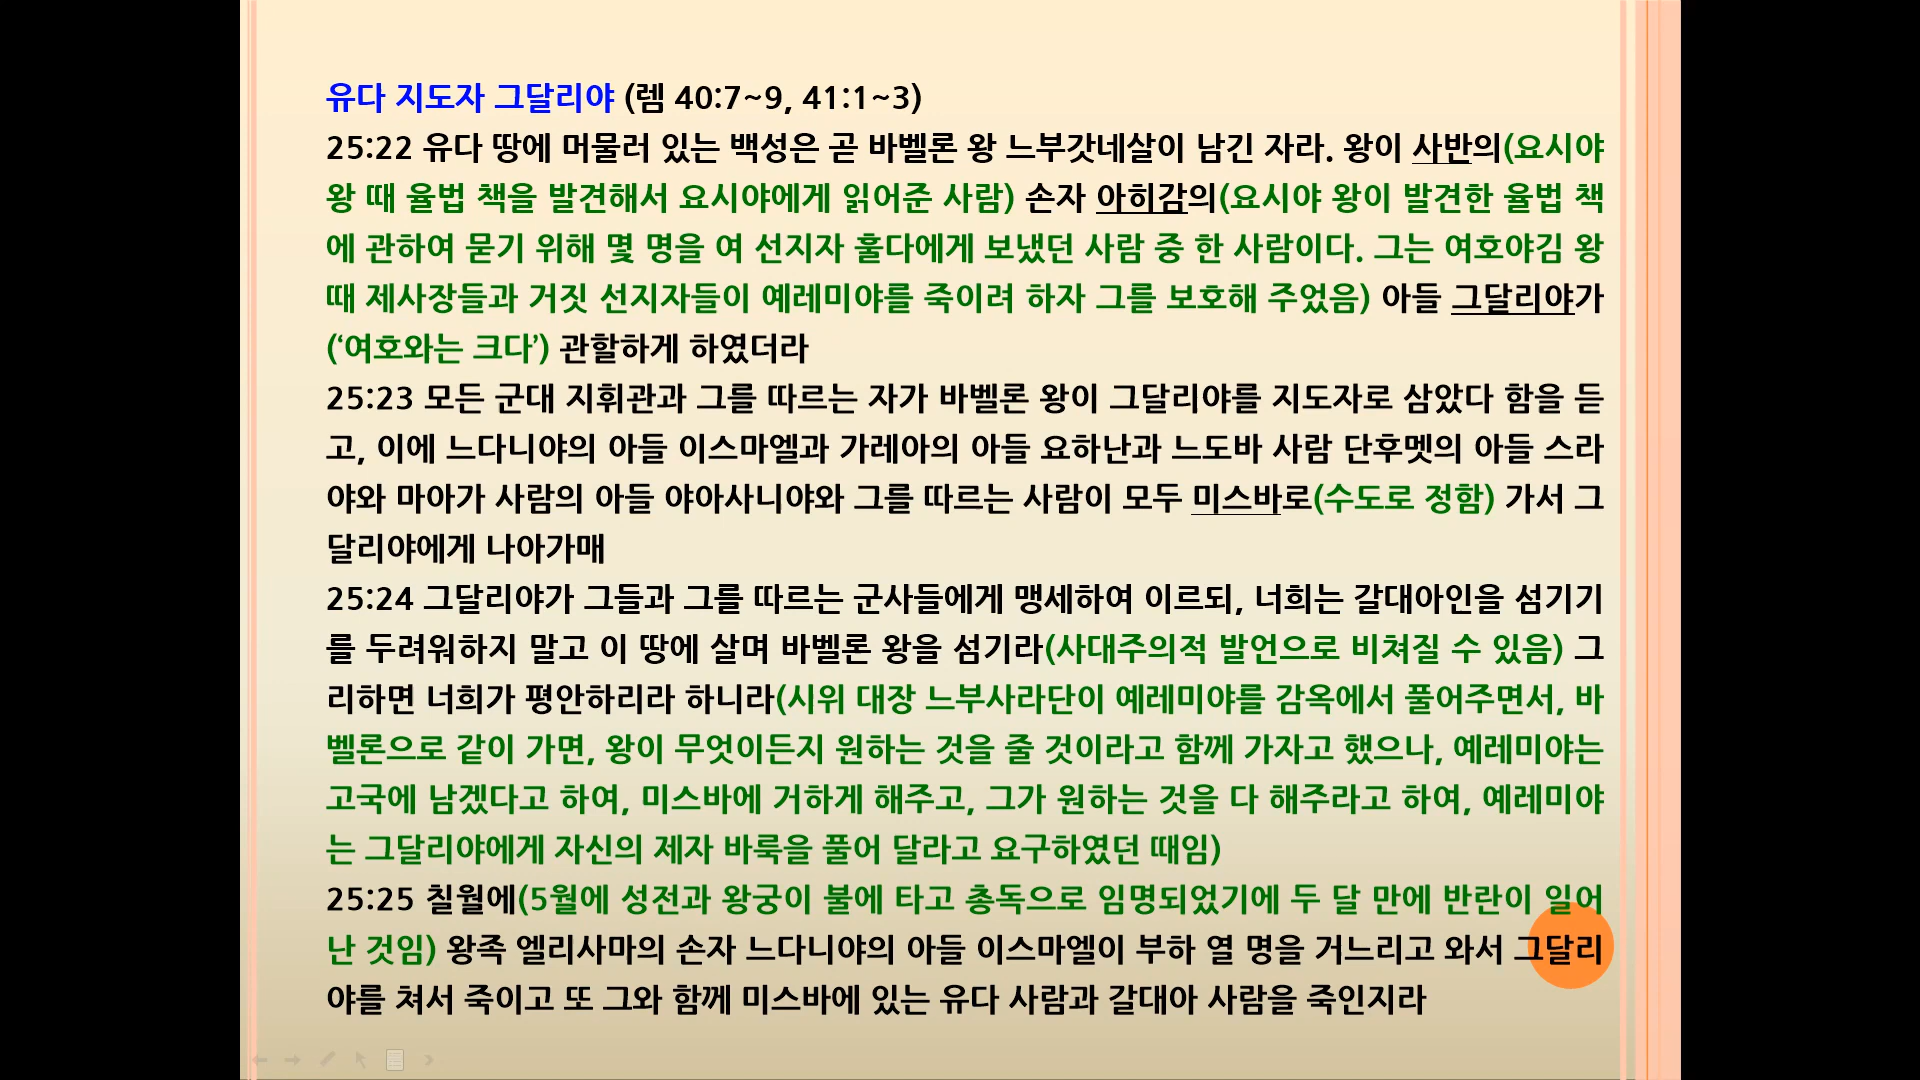 유다 지도자 그달리야 (렘 40:7~9, 41:1~3)
25:22 유다 땅에 머물러 있는 백성은 곧 바벨론 왕 느부갓네살이 남긴 자라. 왕이 사반의(요시야
왕 때 율법 책을 발견해서 요시야에게 읽어준 사람) 손자 아히감의(요시야 왕이 발견한 율법 책
에 관하여 묻기 위해 몇 명을 여 선지자 훌다에게 보냈던 사람 중 한 사람이다. 그는 여호야김 왕
때 제사장들과 거짓 선지자들이 예레미야를 죽이려 하자 그를 보호해 주었음) 아들 그달리야가
(‘여호와는 크다’) 관할하게 하였더라
25:23 모든 군대 지휘관과 그를 따르는 자가 바벨론 왕이 그달리야를 지도자로 삼았다 함을 듣
고, 이에 느다니야의 아들 이스마엘과 가레아의 아들 요하난과 느도바 사람 단후멧의 아들 스라
야와 마아가 사람의 아들 야아사니야와 그를 따르는 사람이 모두 미스바로(수도로 정함) 가서 그
달리야에게 나아가매
25:24 그달리야가 그들과 그를 따르는 군사들에게 맹세하여 이르되, 너희는 갈대아인을 섬기기
를 두려워하지 말고 이 땅에 살며 바벨론 왕을 섬기라(사대주의적 발언으로 비쳐질 수 있음) 그
리하면 너희가 평안하리라 하니라(시위 대장 느부사라단이 예레미야를 감옥에서 풀어주면서, 바
벨론으로 같이 가면, 왕이 무엇이든지 원하는 것을 줄 것이라고 함께 가자고 했으나, 예레미야는
고국에 남겠다고 하여, 미스바에 거하게 해주고, 그가 원하는 것을 다 해주라고 하여, 예레미야
는 그달리야에게 자신의 제자 바룩을 풀어 달라고 요구하였던 때임)
25:25 칠월에(5월에 성전과 왕궁이 불에 타고 총독으로 임명되었기에 두 달 만에 반란이 일어
난 것임) 왕족 엘리사마의 손자 느다니야의 아들 이스마엘이 부하 열 명을 거느리고 와서 그달리
야를 쳐서 죽이고 또 그와 함께 미스바에 있는 유다 사람과 갈대아 사람을 죽인지라